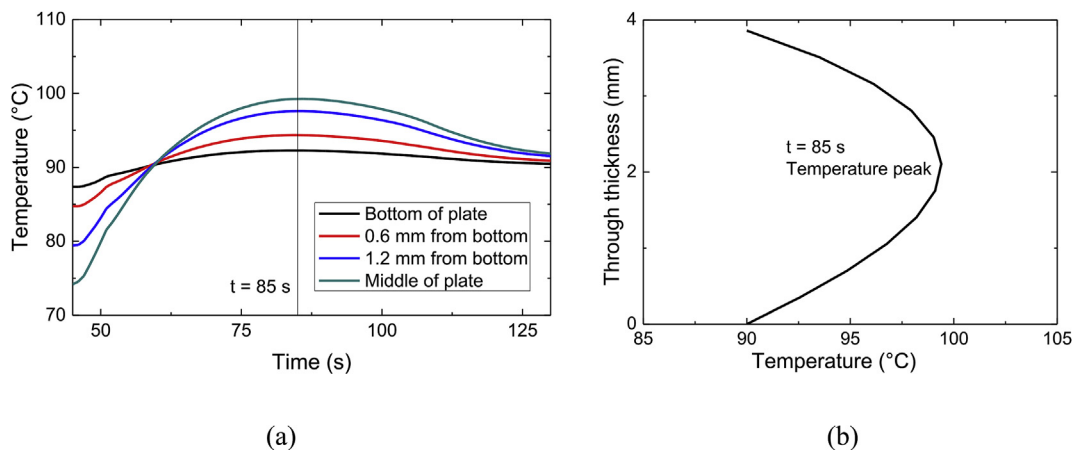 110
100
90
80
70
Temperature (°C)
Bottom of plate
0.6 mm from bottom
1.2 mm from bottom
Middle of plate
t = 85 s
50
75
100
125
Time (s)
(a)
4
2
0
Through thickness (mm)
t = 85 s
Temperature peak
85
90
95
100
105
Temperature (°C)
(b)